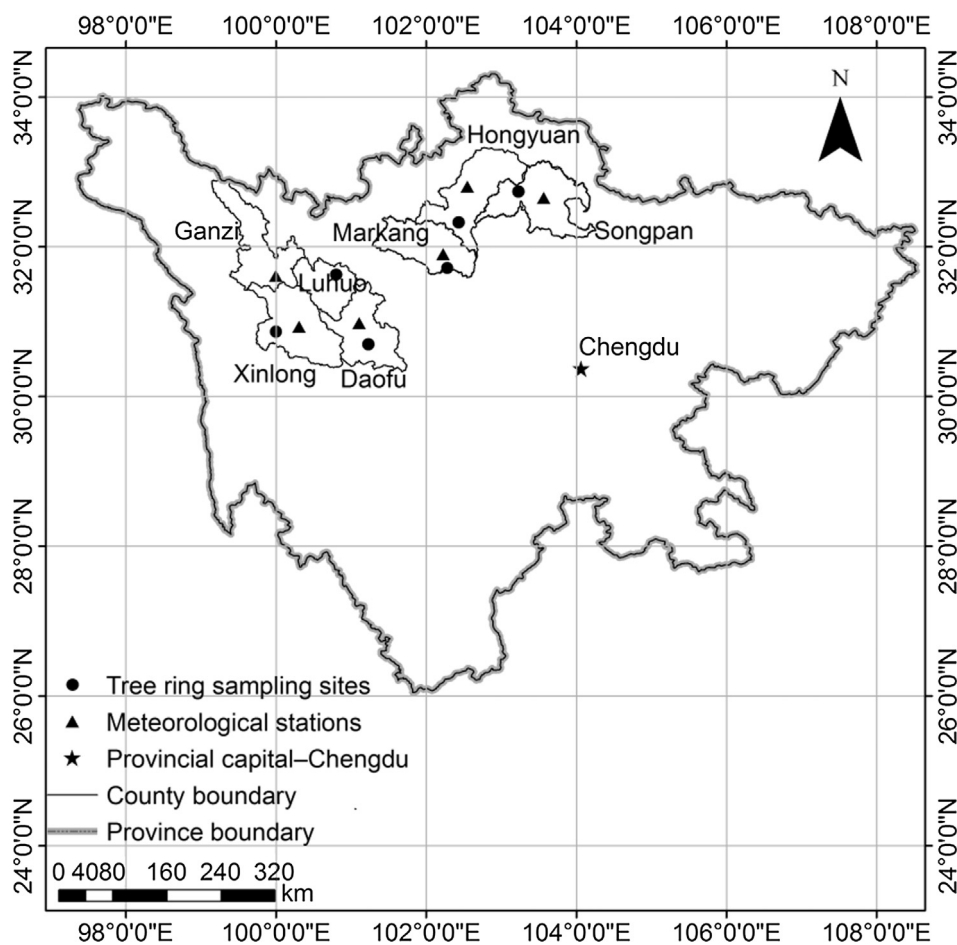 98°0'0"E 100°0'0"E 102°0'0"E 104°0'0"E 106°0'0"E 108°0'0"E
N
34°0'0"N 34°0'0"N
Hongyuan
Ganzi Markang Songpan
32°0'0"N 32°0'0"N
Luhuo
Chengdu
Xinlong Daofu
30°0'0"N 30°0'0"N
28°0'0"N 28°0'0"N
26°0'0"N 26°0'0"N
Tree ring sampling sites
Meteorological stations
Provincial capital–Chengdu
County boundary
Province boundary
24°0'0"N 24°0'0"N
0 40 80 160 240 320
km
98°0'0"E 100°0'0"E 102°0'0"E 104°0'0"E 106°0'0"E 108°0'0"E